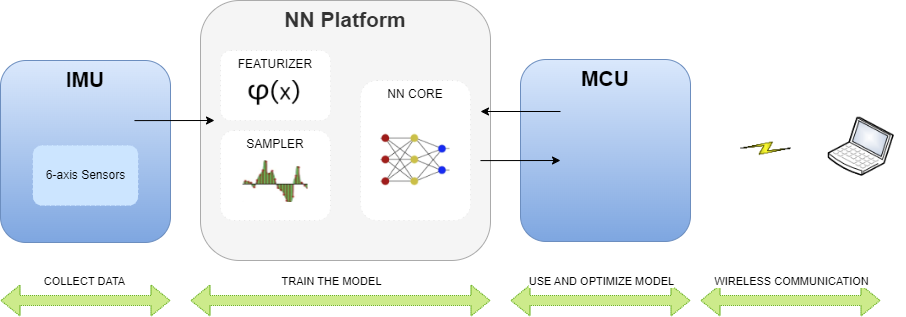 NN Platform
IMU
6-axis Sensors
FEATURIZER
φ(x)
SAMPLER
NN CORE
MCU
COLLECT DATA
TRAIN THE MODEL
USE AND OPTIMIZE MODEL
WIRELESS COMMUNICATION